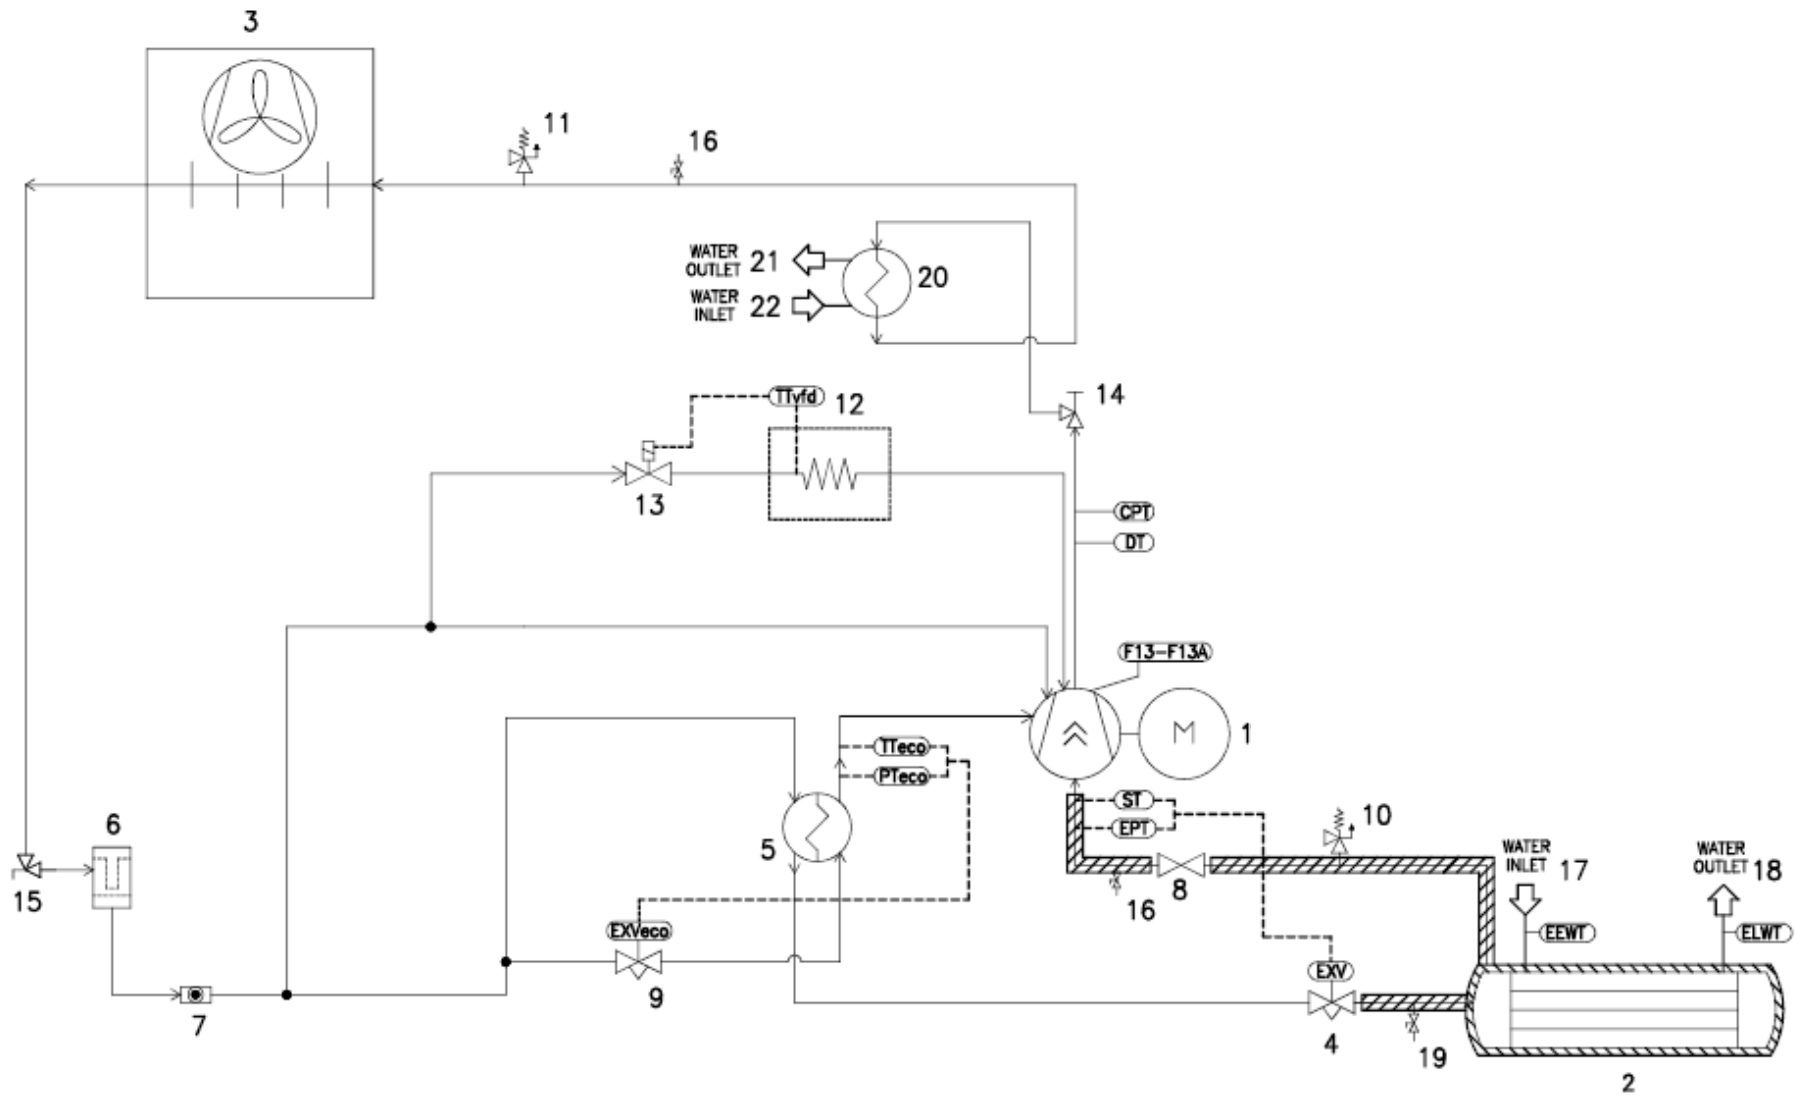 3
11
16
WATER
OUTLET 21
20
WATER
INLET 22
TTvfd 12
14
13
CPT
DT
F13-F13A
1
M
TTeco
PTeco
6
5
ST
EPT
10
WATER
INLET 17
WATER
OUTLET 18
15
16
8
EXVeco
EEWT
ELWT
EXV
9
7
4
19
2